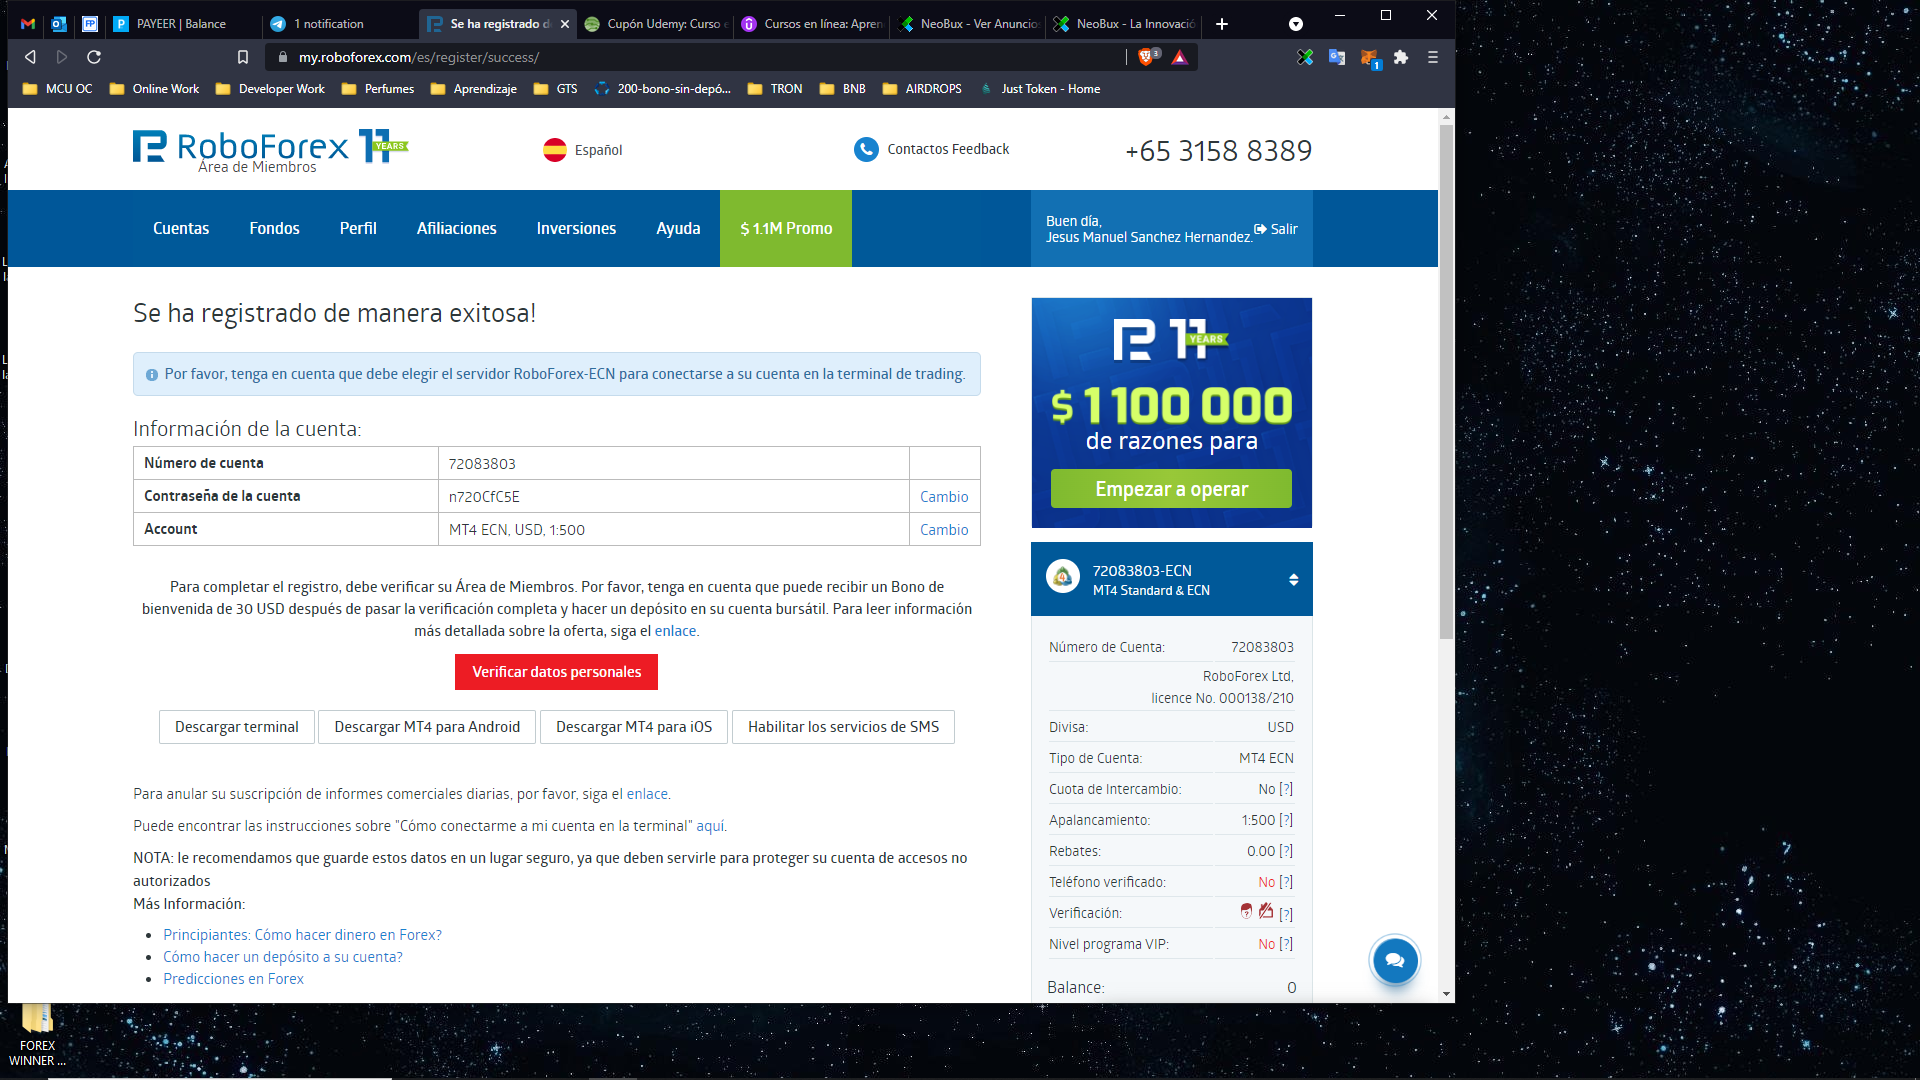 PAYEER | Balance
1 notification
Se ha registrado d
Cupón Udemy: Curso e
Cursos en línea: Apren
NeoBux - Ver Anuncio
NeoBux - La Innovació
my.roboforex.com/es/register/success/
3
1
MCU OC
Online Work
Developer Work
Perfumes
Aprendizaje
GTS
200-bono-sin-depó...
TRON
BNB
AIRDROPS
Just Token - Home
RoboForex 11 YEARS
Área de Miembros
Español
Contactos Feedback
+65 3158 8389
Cuentas
Fondos
Perfil
Afiliaciones
Inversiones
Ayuda
$ 1.1M Promo
Buen día,
Jesus Manuel Sanchez Hernandez.
Salir
Se ha registrado de manera exitosa!
Por favor, tenga en cuenta que debe elegir el servidor RoboForex-ECN para conectarse a su cuenta en la terminal de trading.
Información de la cuenta:
Número de cuenta 72083803
Contraseña de la cuenta n720CfC5E Cambio
Account MT4 ECN, USD, 1:500 Cambio
Para completar el registro, debe verificar su Área de Miembros. Por favor, tenga en cuenta que puede recibir un Bono de
bienvenida de 30 USD después de pasar la verificación completa y hacer un depósito en su cuenta bursátil. Para leer información
más detallada sobre la oferta, siga el enlace.
Verificar datos personales
Descargar terminal
Descargar MT4 para Android
Descargar MT4 para iOS
Habilitar los servicios de SMS
Para anular su suscripción de informes comerciales diarias, por favor, siga el enlace.
Puede encontrar las instrucciones sobre "Cómo conectarme a mi cuenta en la terminal" aquí.
NOTA: le recomendamos que guarde estos datos en un lugar seguro, ya que deben servirle para proteger su cuenta de accesos no
autorizados
Más Información:
Principiantes: Cómo hacer dinero en Forex?
Cómo hacer un depósito a su cuenta?
Predicciones en Forex
11 YEARS
$ 1 100 000
de razones para
Empezar a operar
72083803-ECN
MT4 Standard & ECN
Número de Cuenta: 72083803
RoboForex Ltd,
licence No. 000138/210
Divisa: USD
Tipo de Cuenta: MT4 ECN
Cuota de Intercambio: No [?]
Apalancamiento: 1:500 [?]
Rebates: 0.00 [?]
Teléfono verificado: No [?]
Verificación: [?]
Nivel programa VIP: No [?]
Balance: 0
FOREX
WINNER ...